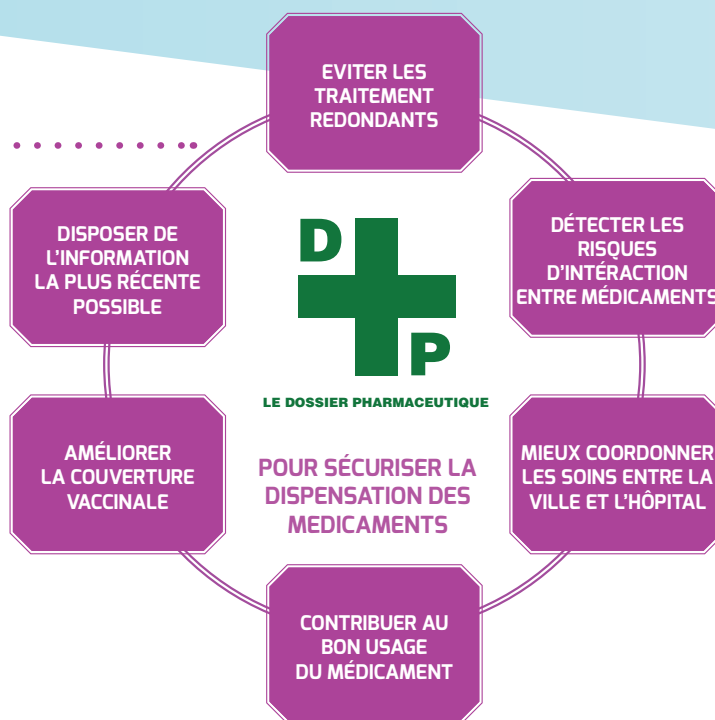 EVITER LES
TRAITEMENT
REDONDANTS
DISPOSER DE
L'INFORMATION
LA PLUS RÉCENTE
POSSIBLE
D
P
LE DOSSIER PHARMACEUTIQUE
DÉTECTER LES
RISQUES
D'INTÉRACTION
ENTRE MÉDICAMENTS
AMÉLIORER
LA COUVERTURE
VACCINALE
POUR SÉCURISER LA
DISPENSATION DES
MEDICAMENTS
MIEUX COORDONNER
LES SOINS ENTRE LA
VILLE ET L'HÔPITAL
CONTRIBUER AU
BON USAGE
DU MÉDICAMENT